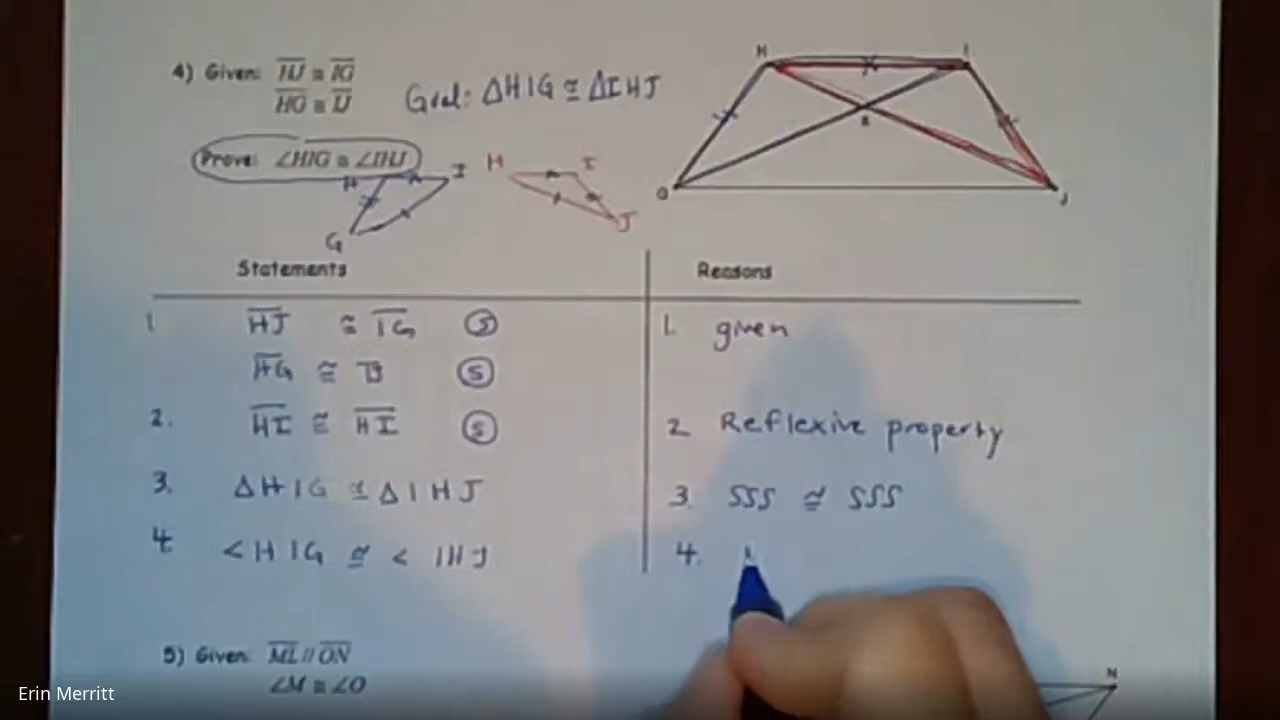 4) Given: HJ ≅ IG
HG ≅ IJ
Goal: ΔHIG ≅ ΔIHJ
Prove: ∠HIG ≅ ∠IHJ
H I
G
H I
J
H I
G J
Statements Reasons
1 HJ ≅ IG S 1. given
HG ≅ IJ S
2. HI ≅ HI S 2 Reflexive property
3. ΔHIG ≅ ΔIHJ 3. SSS ≅ SSS
4. <HIG ≅ < IHJ 4.
5) Given: ML // ON
∠M ≅ ∠O
N
Erin Merritt